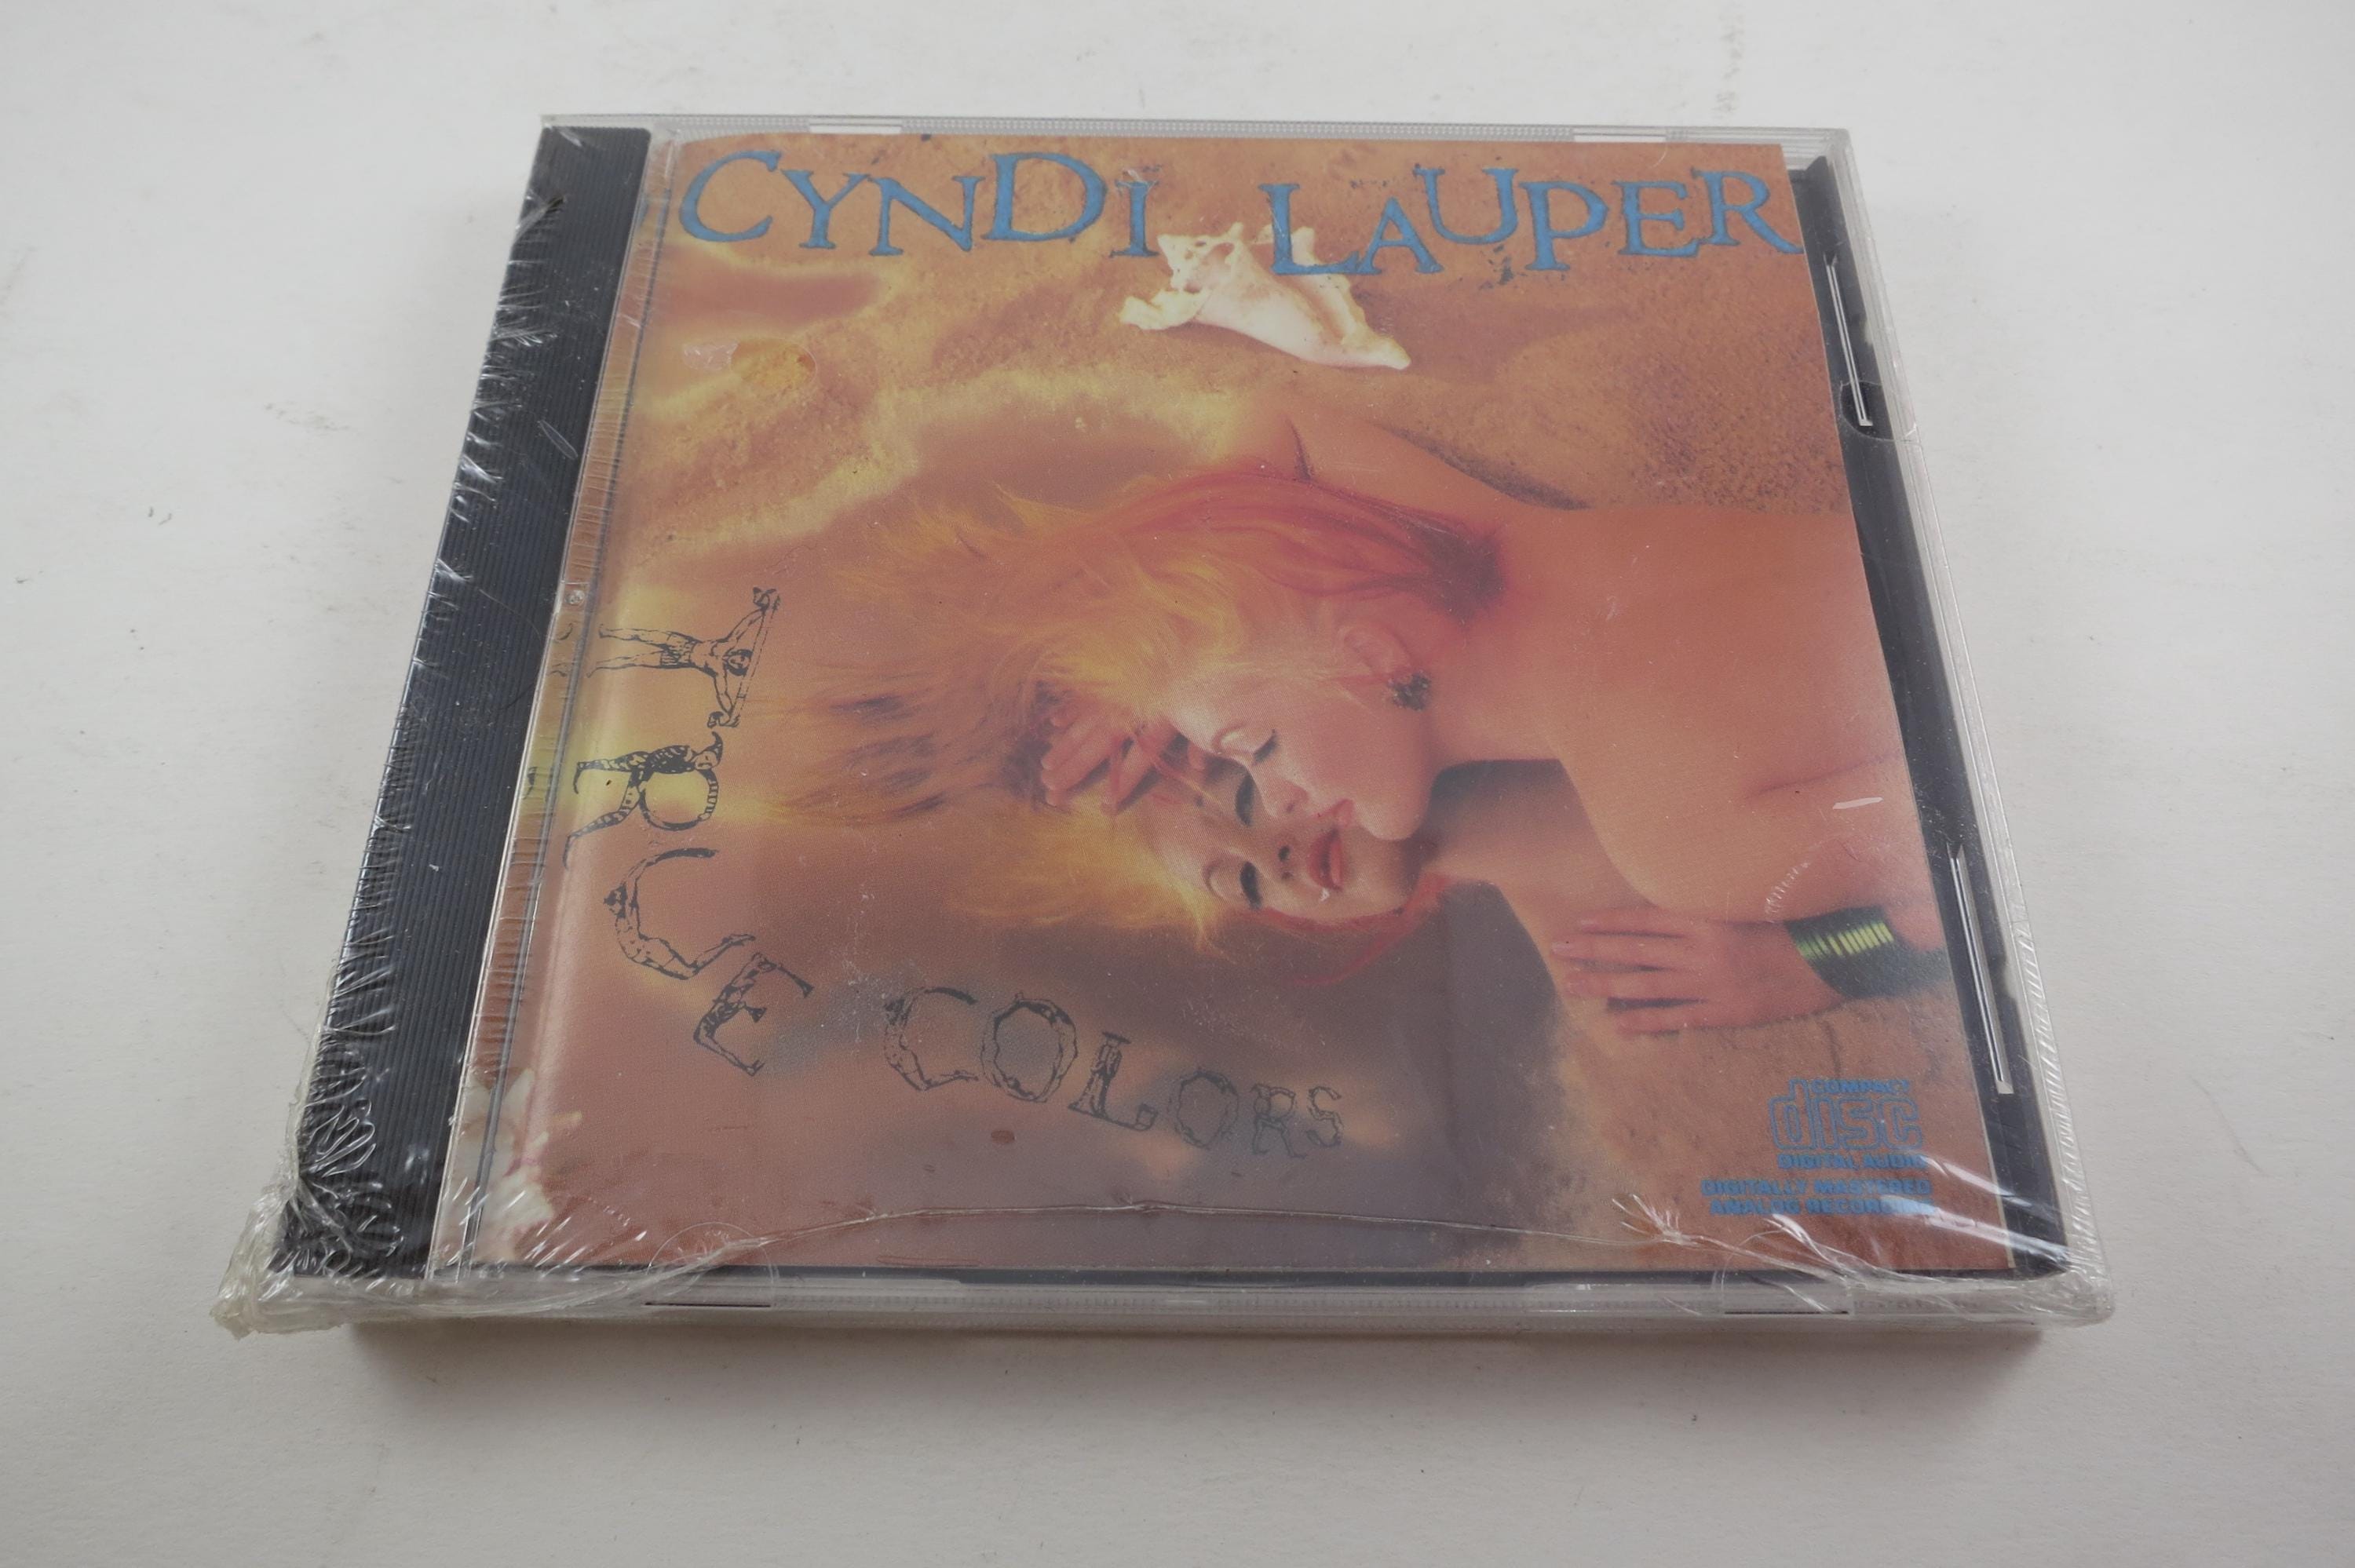 CYNDI LAUPER
TRUE COLORS
COMPACT
disc
DIGITAL AUDIO
DIGITALLY MASTERED
ANALOG RECORDING